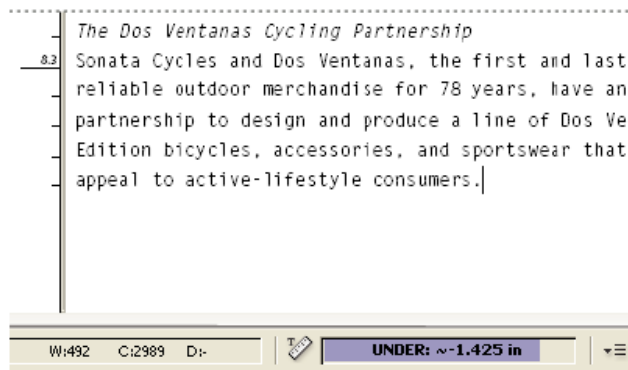 The Dos Ventanas Cycling Partnership
8.3 Sonata Cycles and Dos Ventanas, the first and last
reliable outdoor merchandise for 78 years, have an
partnership to design and produce a line of Dos Ve
Edition bicycles, accessories, and sportswear that
appeal to active-lifestyle consumers.
W:492 C:2989 D:- UNDER: ~-1.425 in